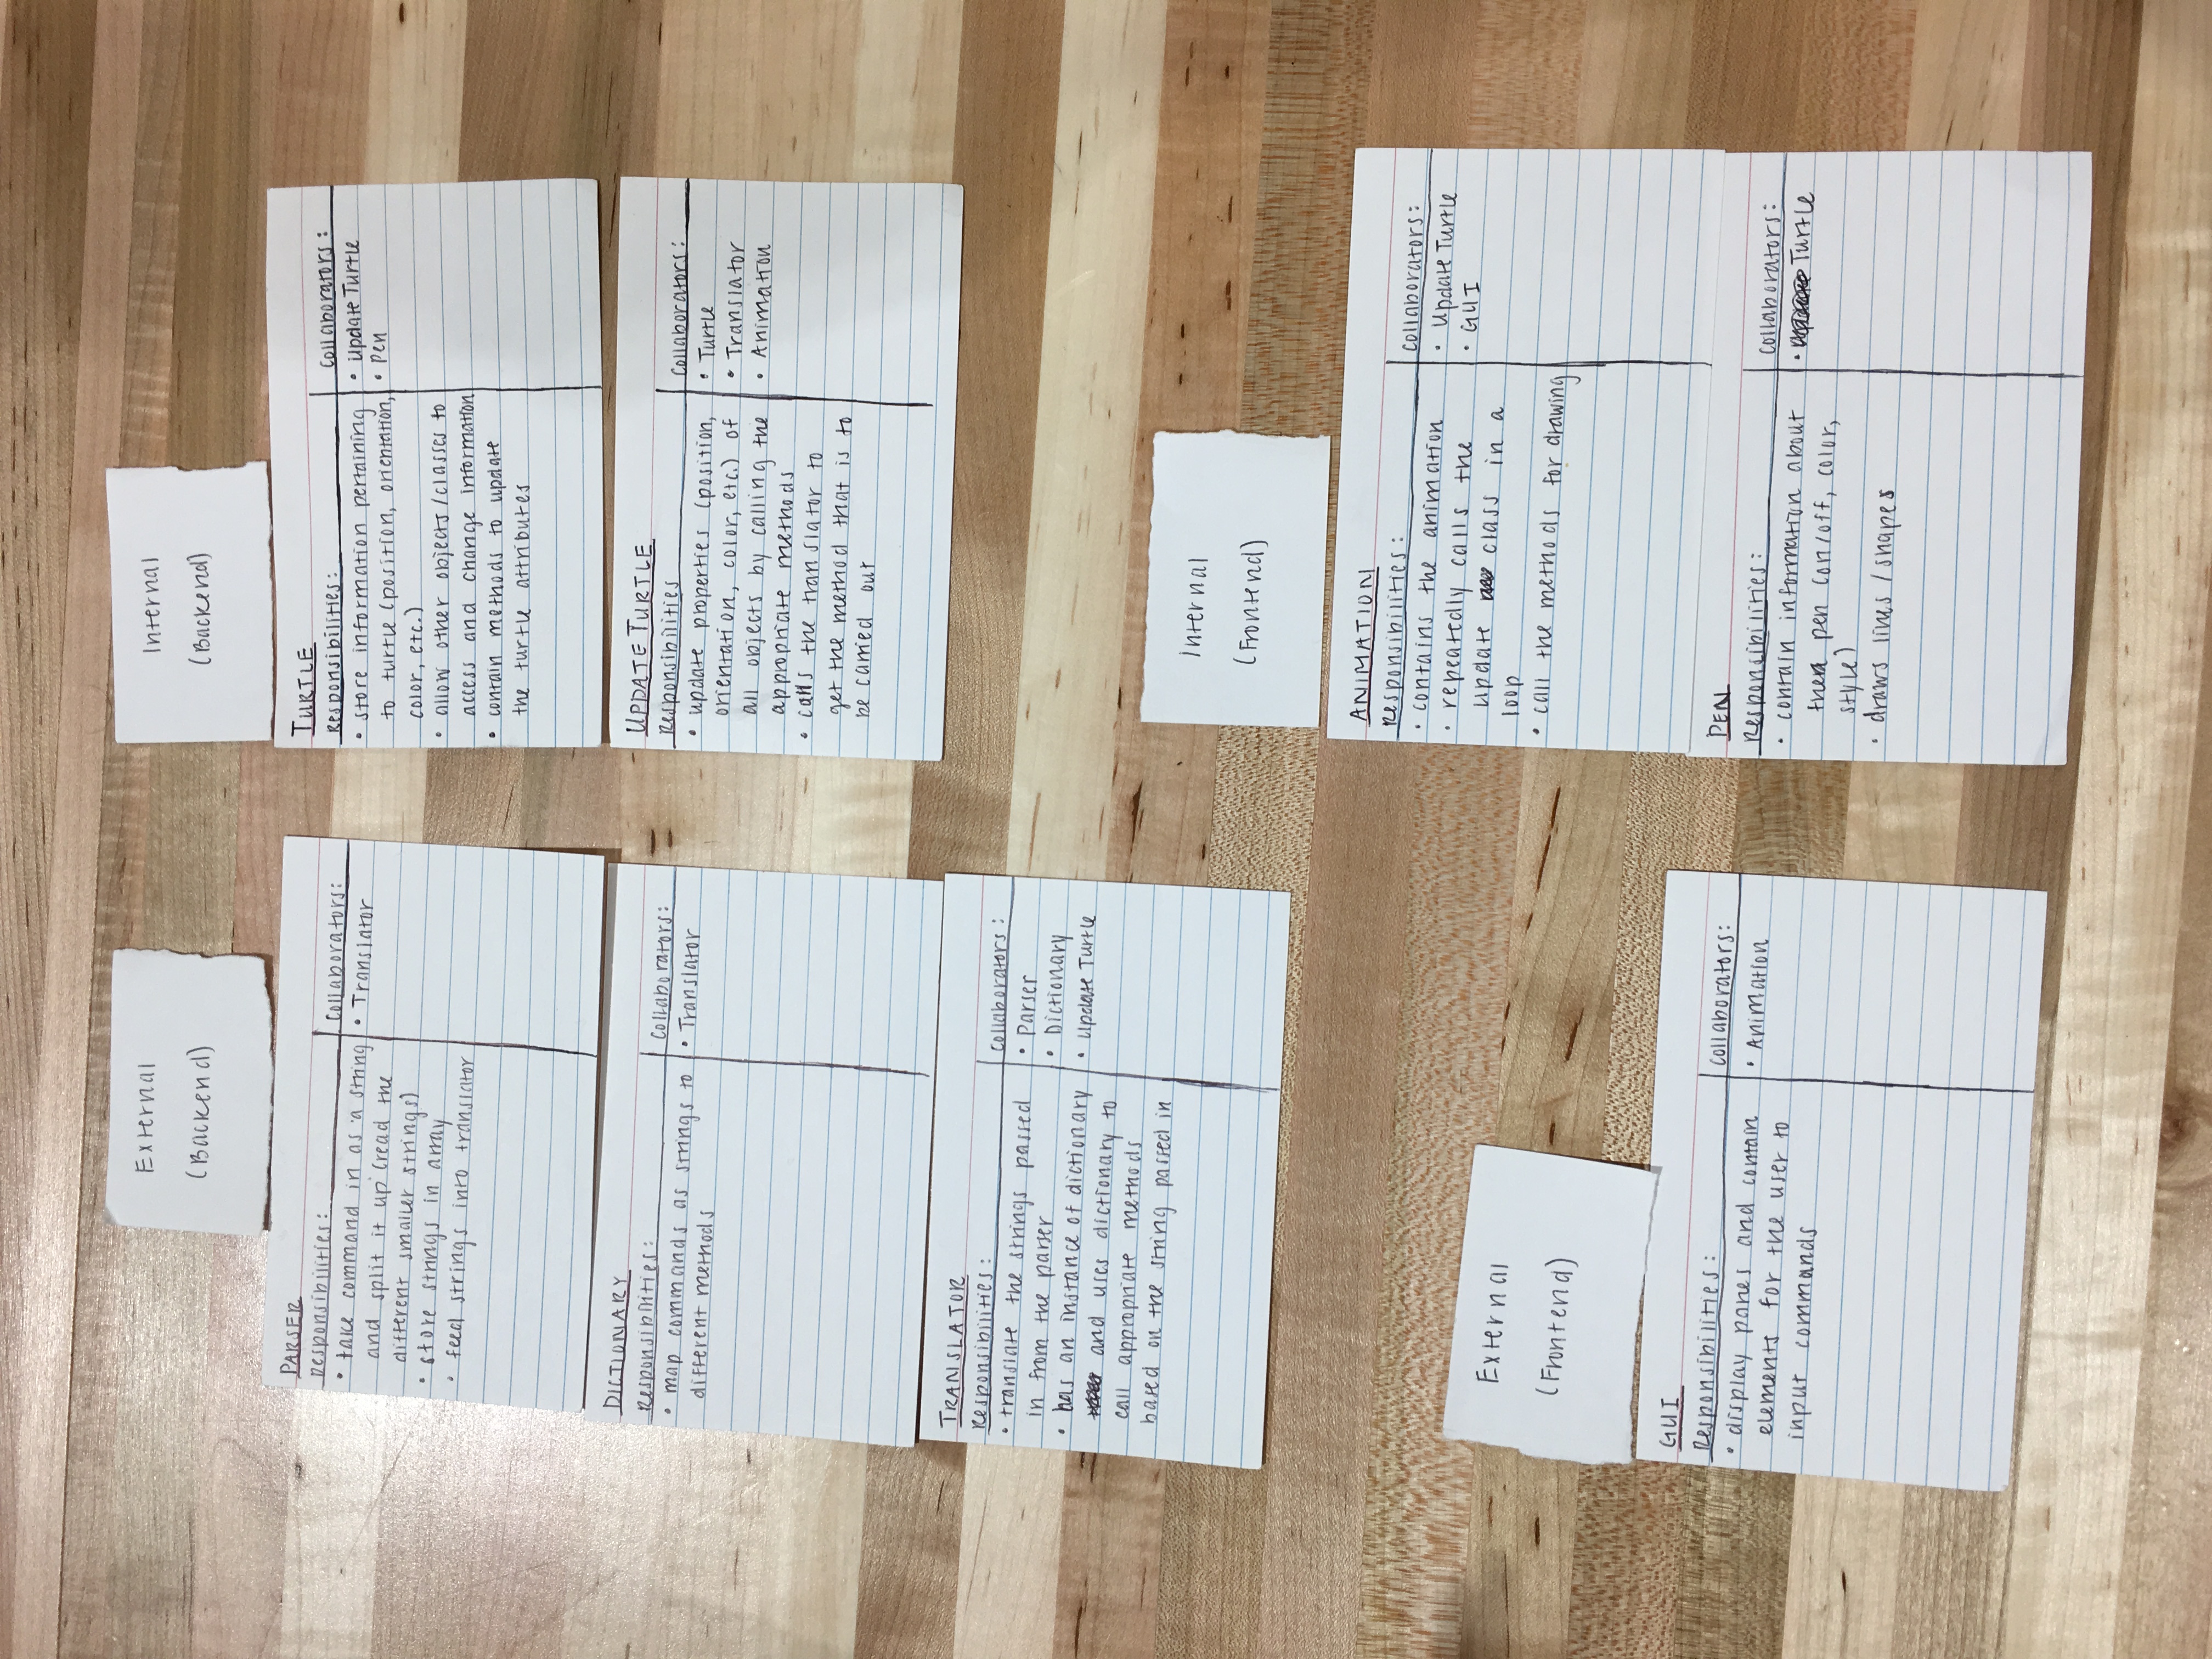 External
(Backend)
PARSER
Responsibilities:
• take command in as a string
and split it up (read the
different smaller strings)
• store strings in array
• feed strings into translator
Collaborators:
• Translator
DICTIONARY
Responsibilities:
• map commands as strings to
different methods
Collaborators:
• Translator
TRANSLATOR
Responsibilities:
• translate the strings passed
in from the parser
• has an instance of dictionary
and uses dictionary to
call appropriate methods
based on the string passed in
Collaborators:
• Parser
• Dictionary
• Update Turtle
Internal
(Backend)
TURTLE
Responsibilities:
• store information pertaining
to turtle (position, orientation,
color, etc.)
• allow other objects/classes to
access and change information
• contain methods to update
the turtle attributes
Collaborators:
• Update Turtle
• Pen
UPDATE TURTLE
Responsibilities
• update properties (position,
orientation, color, etc.) of
all objects by calling the
appropriate methods
• calls the translator to
get the method that is to
be carried out
Collaborators:
• Turtle
• Translator
• Animation
External
(Frontend)
GUI
Responsibilities:
• display panes and contain
elements for the user to
input commands
Collaborators:
• Animation
Internal
(Frontend)
ANIMATION
Responsibilities:
• contains the animation
• repeatedly calls the
update class in a
loop
• call the methods for drawing
Collaborators:
• Update Turtle
• GUI
PEN
Responsibilities:
• contain information about
pen (on/off, color,
style)
• draws lines / shapes
Collaborators:
• Turtle